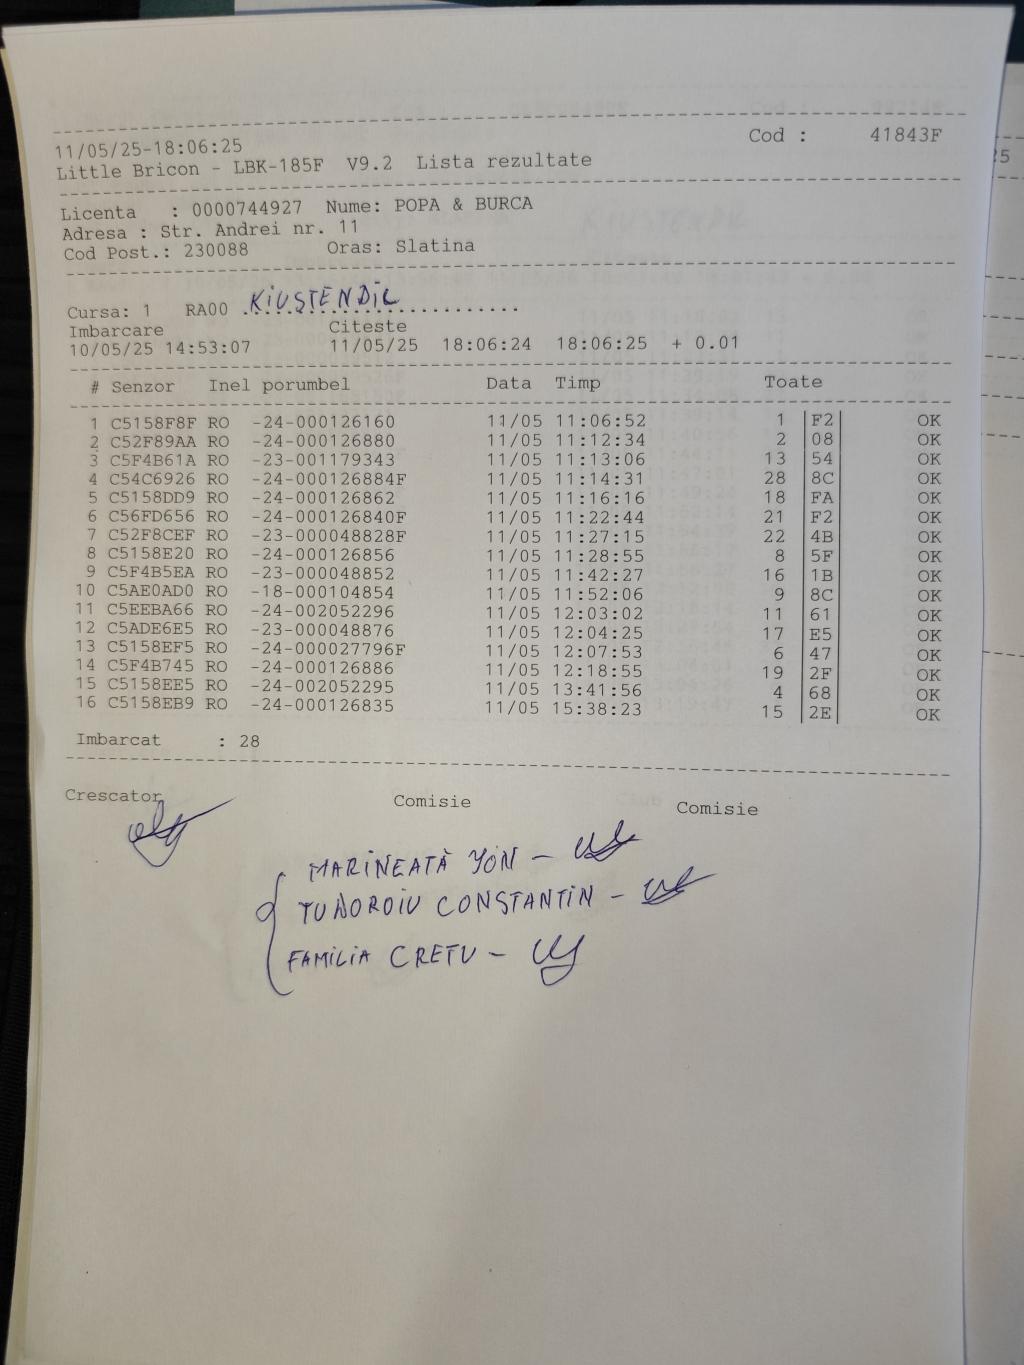 11/05/25-18:06:25 Cod : 41843F
Little Bricon - LBK-185F V9.2 Lista rezultate
Licenta : 0000744927 Nume: POPA & BURCA
Adresa : Str. Andrei nr. 11
Cod Post.: 230088 Oras: Slatina
Cursa: 1 RA00 KIUSTENDIL
Imbarcare Citeste
10/05/25 14:53:07 11/05/25 18:06:24 18:06:25 + 0.01
# Senzor Inel porumbel Data Timp Toate
1 C5158F8F RO -24-000126160 11/05 11:06:52 1 F2 OK
2 C52F89AA RO -24-000126880 11/05 11:12:34 2 08 OK
3 C5F4B61A RO -23-001179343 11/05 11:13:06 13 54 OK
4 C54C6926 RO -24-000126884F 11/05 11:14:31 28 8C OK
5 C5158DD9 RO -24-000126862 11/05 11:16:16 18 FA OK
6 C56FD656 RO -24-000126840F 11/05 11:22:44 21 F2 OK
7 C52F8CEF RO -23-000048828F 11/05 11:27:15 22 4B OK
8 C5158E20 RO -24-000126856 11/05 11:28:55 8 5F OK
9 C5F4B5EA RO -23-000048852 11/05 11:42:27 16 1B OK
10 C5AE0AD0 RO -18-000104854 11/05 11:52:06 9 8C OK
11 C5EEBA66 RO -24-002052296 11/05 12:03:02 11 61 OK
12 C5ADE6E5 RO -23-000048876 11/05 12:04:25 17 E5 OK
13 C5158EF5 RO -24-000027796F 11/05 12:07:53 6 47 OK
14 C5F4B745 RO -24-000126886 11/05 12:18:55 19 2F OK
15 C5158EE5 RO -24-002052295 11/05 13:41:56 4 68 OK
16 C5158EB9 RO -24-000126835 11/05 15:38:23 15 2E OK
Imbarcat : 28
Crescator Comisie Comisie
MARINEATĂ ION -
TUDOROIU CONSTANTIN -
FAMILIA CRETU -